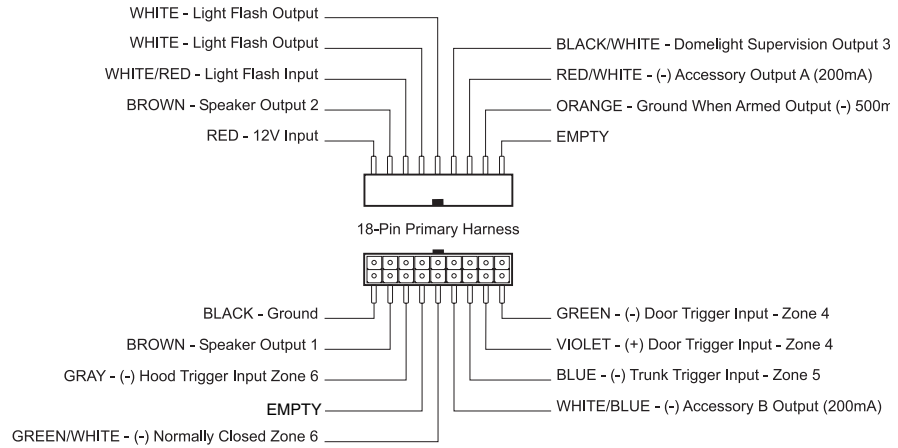 WHITE - Light Flash Output
WHITE - Light Flash Output
WHITE/RED - Light Flash Input
BROWN - Speaker Output 2
RED - 12V Input
BLACK/WHITE - Domelight Supervision Output 3
RED/WHITE - (-) Accessory Output A (200mA)
ORANGE - Ground When Armed Output (-) 500m
EMPTY
18-Pin Primary Harness
BLACK - Ground
BROWN - Speaker Output 1
GRAY - (-) Hood Trigger Input Zone 6
EMPTY
GREEN/WHITE - (-) Normally Closed Zone 6
GREEN - (-) Door Trigger Input - Zone 4
VIOLET - (+) Door Trigger Input - Zone 4
BLUE - (-) Trunk Trigger Input - Zone 5
WHITE/BLUE - (-) Accessory B Output (200mA)